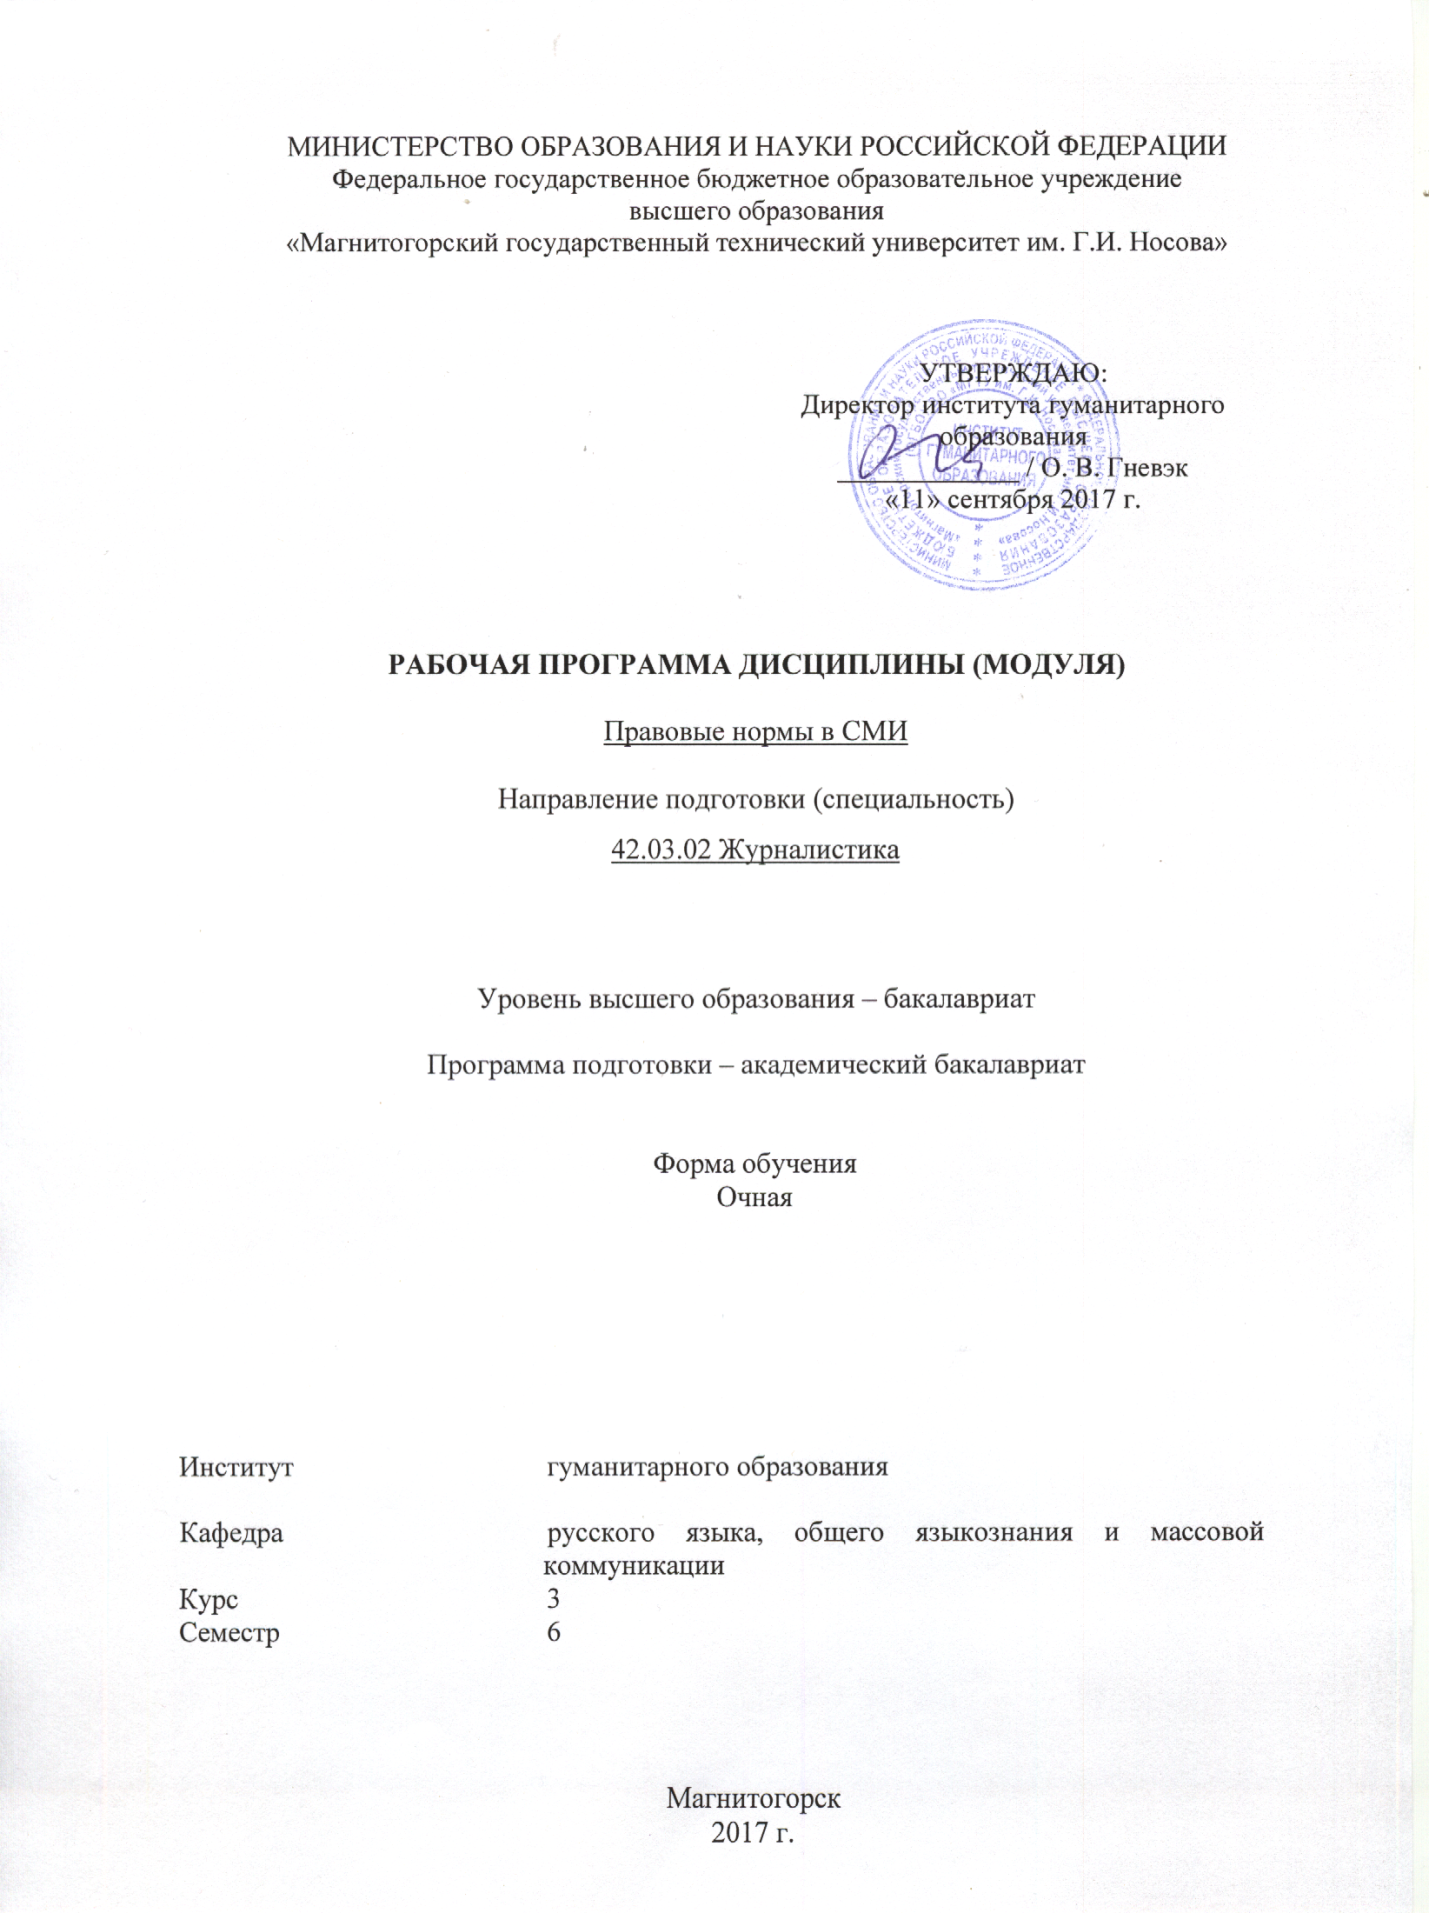 МИНИСТЕРСТВО ОБРАЗОВАНИЯ И НАУКИ РОССИЙСКОЙ ФЕДЕРАЦИИ
Федеральное государственное бюджетное образовательное учреждение
высшего образования
«Магнитогорский государственный технический университет им. Г.И. Носова»
УТВЕРЖДАЮ:
Директор института гуманитарного
образования
/ О. В. Гневэк
«11» сентября 2017 г.
ИНСТИТУТ
ГУМАНИТАРНОГО
ОБРАЗОВАНИЯ
РАБОЧАЯ ПРОГРАММА ДИСЦИПЛИНЫ (МОДУЛЯ)
Правовые нормы в СМИ
Направление подготовки (специальность)
42.03.02 Журналистика
Уровень высшего образования – бакалавриат
Программа подготовки – академический бакалавриат
Форма обучения
Очная
Институт гуманитарного образования
Кафедра русского языка, общего языкознания и массовой
коммуникации
Курс 3
Семестр 6
Магнитогорск
2017 г.